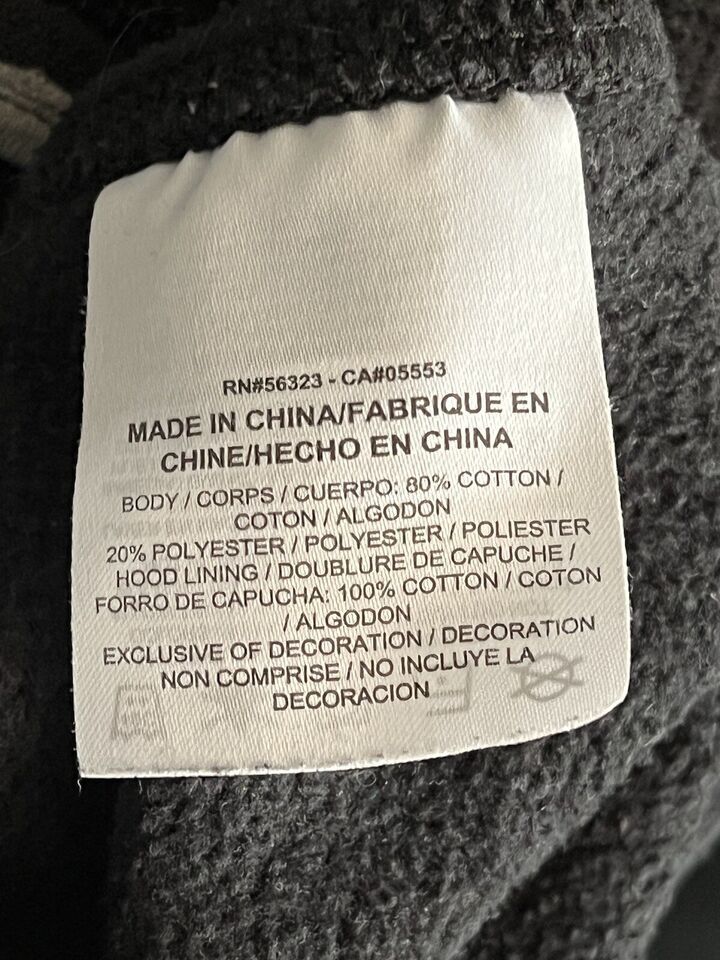 RN#56323 - CA#05553
MADE IN CHINA/FABRIQUE EN
CHINE/HECHO EN CHINA
BODY / CORPS / CUERPO: 80% COTTON /
COTON / ALGODON
20% POLYESTER / POLYESTER / POLIESTER
HOOD LINING / DOUBLURE DE CAPUCHE /
FORRO DE CAPUCHA: 100% COTTON / COTON
/ ALGODON
EXCLUSIVE OF DECORATION / DECORATION
NON COMPRISE / NO INCLUYE LA
DECORACION